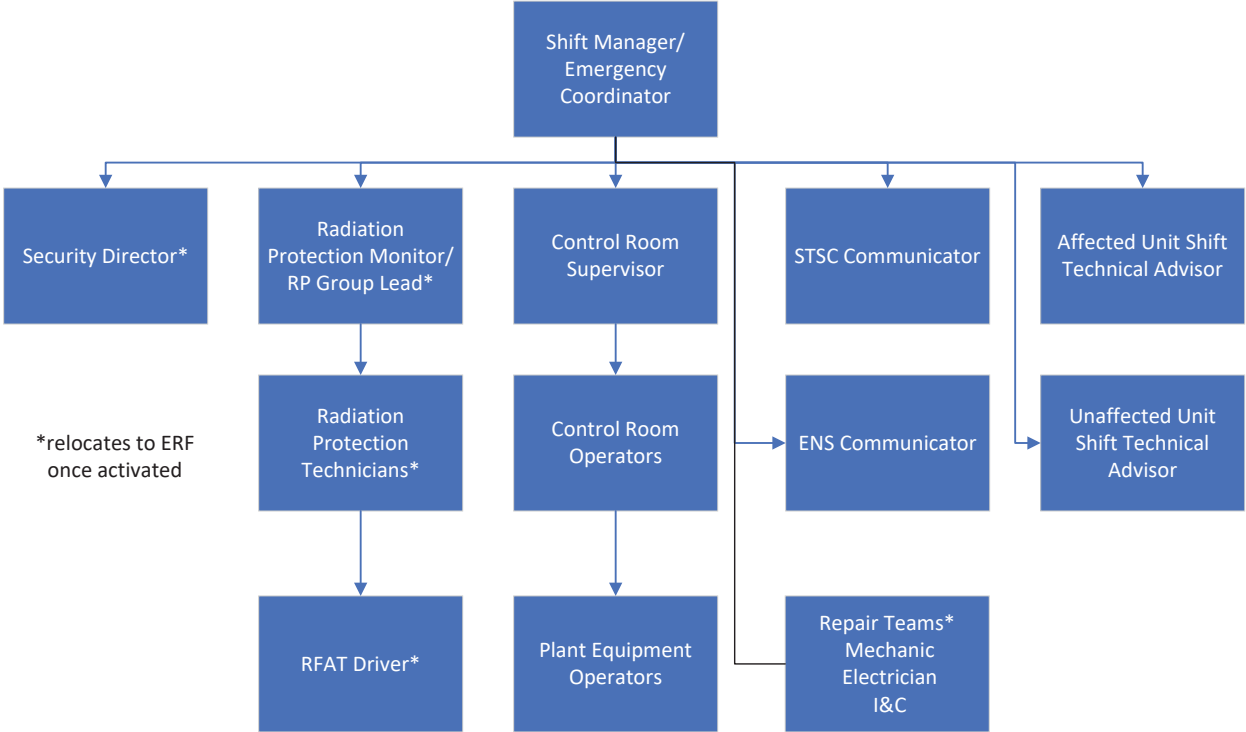 Shift Manager/
Emergency
Coordinator
Security Director*
Radiation
Protection Monitor/
RP Group Lead*
Control Room
Supervisor
STSC Communicator
Affected Unit Shift
Technical Advisor
*relocates to ERF
once activated
Radiation
Protection
Technicians*
Control Room
Operators
ENS Communicator
Unaffected Unit
Shift Technical
Advisor
RFAT Driver*
Plant Equipment
Operators
Repair Teams*
Mechanic
Electrician
I&C